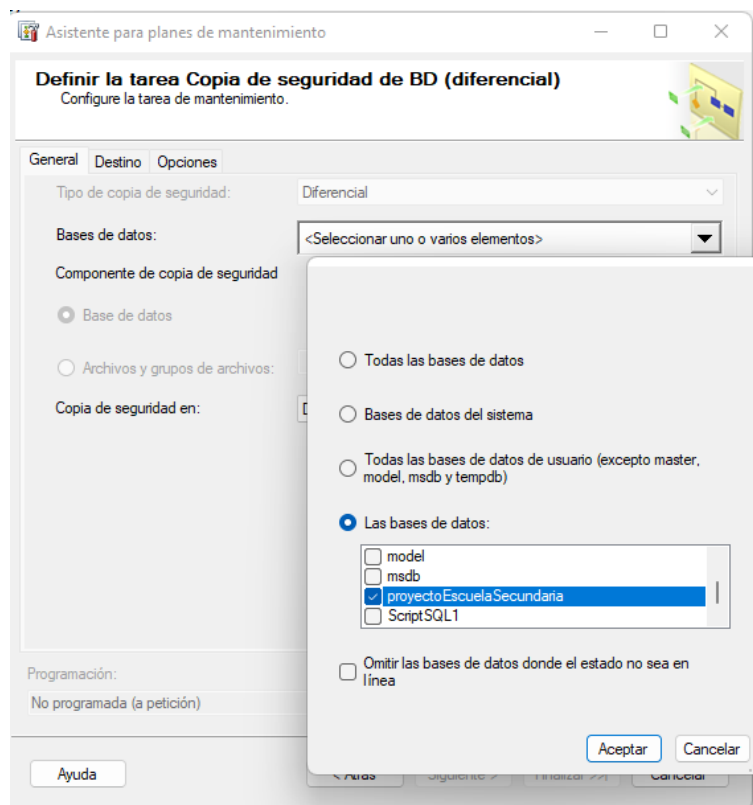 Asistente para planes de mantenimiento
Definir la tarea Copia de seguridad de BD (diferencial)
Configure la tarea de mantenimiento.
General Destino Opciones
Tipo de copia de seguridad: Diferencial
Bases de datos: <Seleccionar uno o varios elementos>
Componente de copia de seguridad
Base de datos
Archivos y grupos de archivos:
Copia de seguridad en:
Todas las bases de datos
Bases de datos del sistema
Todas las bases de datos de usuario (excepto master,
model, msdb y tempdb)
Las bases de datos:
model
msdb
proyectoEscuelaSecundaria
ScriptSQL1
Omitir las bases de datos donde el estado no sea en
línea
Programación:
No programada (a petición)
Aceptar Cancelar
Ayuda < Atrás Siguiente > Finalizar >>| Cancelar